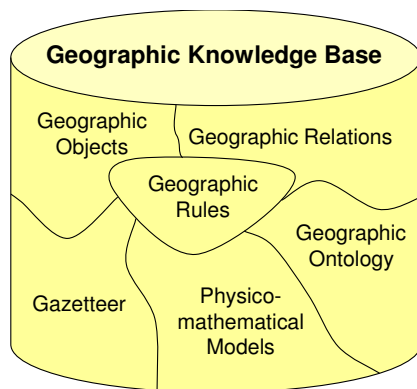 Geographic Knowledge Base
Geographic
Objects
Geographic Relations
Geographic
Rules
Geographic
Ontology
Gazetteer
Physico-
mathematical
Models